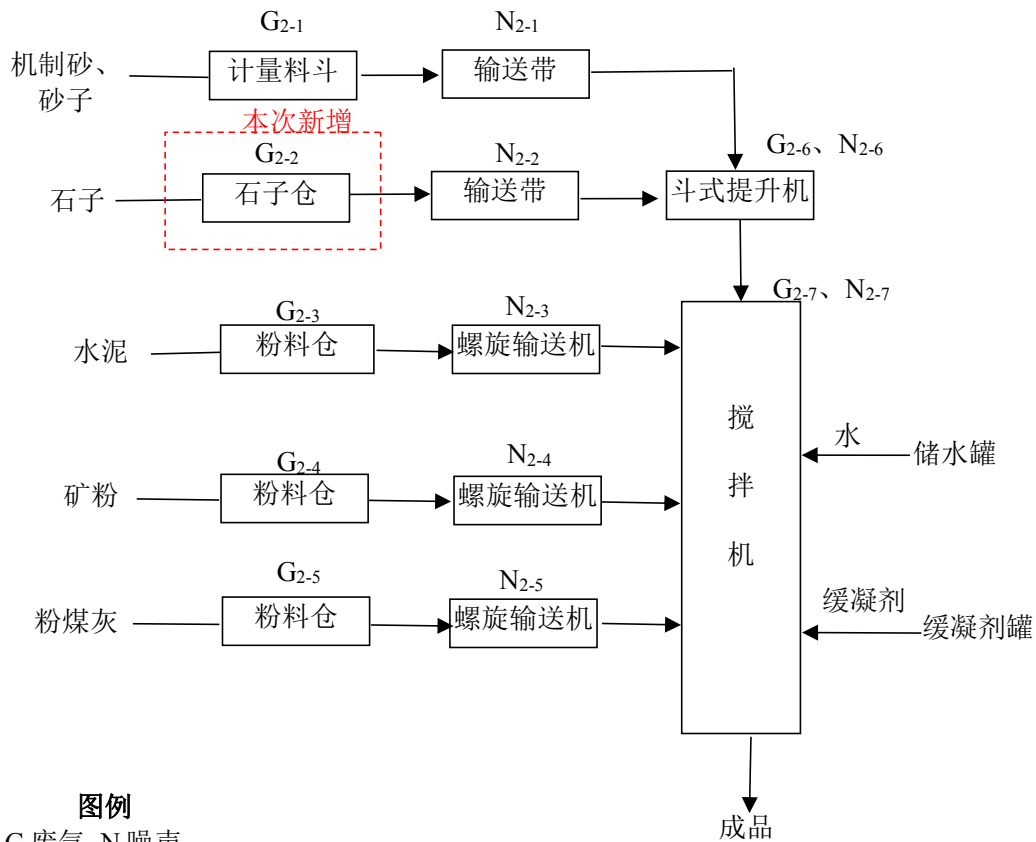 G2-1
N2-1
机制砂、
砂子
计量料斗
输送带
本次新增
G2-2
N2-2
G2-6、N2-6
石子
石子仓
输送带
斗式提升机
G2-7、N2-7
G2-3
N2-3
水泥
粉料仓
螺旋输送机
搅
拌
机
水
储水罐
G2-4
N2-4
矿粉
粉料仓
螺旋输送机
G2-5
N2-5
粉煤灰
粉料仓
螺旋输送机
缓凝剂
缓凝剂罐
图例
G 废气 N 噪声
成品